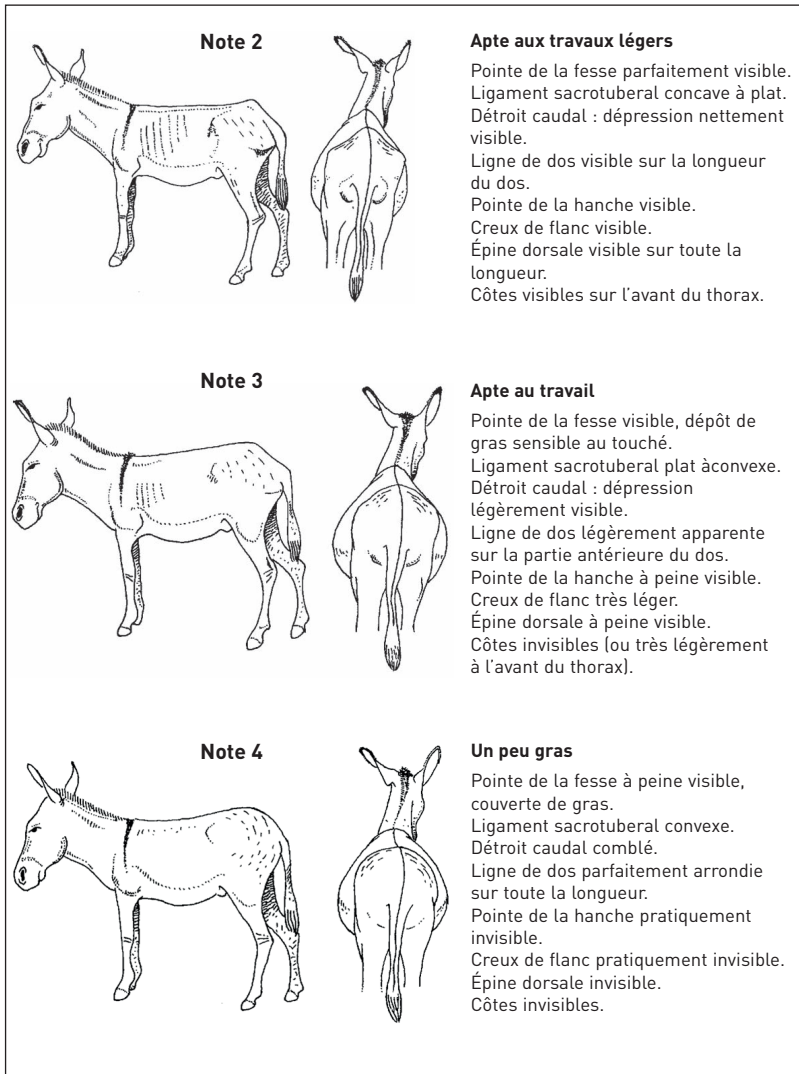 Note 2
Apte aux travaux légers
Pointe de la fesse parfaitement visible.
Ligament sacrotuberal concave à plat.
Détroit caudal : dépression nettement
visible.
Ligne de dos visible sur la longueur
du dos.
Pointe de la hanche visible.
Creux de flanc visible.
Épine dorsale visible sur toute la
longueur.
Côtes visibles sur l'avant du thorax.
Note 3
Apte au travail
Pointe de la fesse visible, dépôt de
gras sensible au touché.
Ligament sacrotuberal plat àconvexe.
Détroit caudal : dépression
légèrement visible.
Ligne de dos légèrement apparente
sur la partie antérieure du dos.
Pointe de la hanche à peine visible.
Creux de flanc très léger.
Épine dorsale à peine visible.
Côtes invisibles (ou très légèrement
à l'avant du thorax).
Note 4
Un peu gras
Pointe de la fesse à peine visible,
couverte de gras.
Ligament sacrotuberal convexe.
Détroit caudal comblé.
Ligne de dos parfaitement arrondie
sur toute la longueur.
Pointe de la hanche pratiquement
invisible.
Creux de flanc pratiquement invisible.
Épine dorsale invisible.
Côtes invisibles.